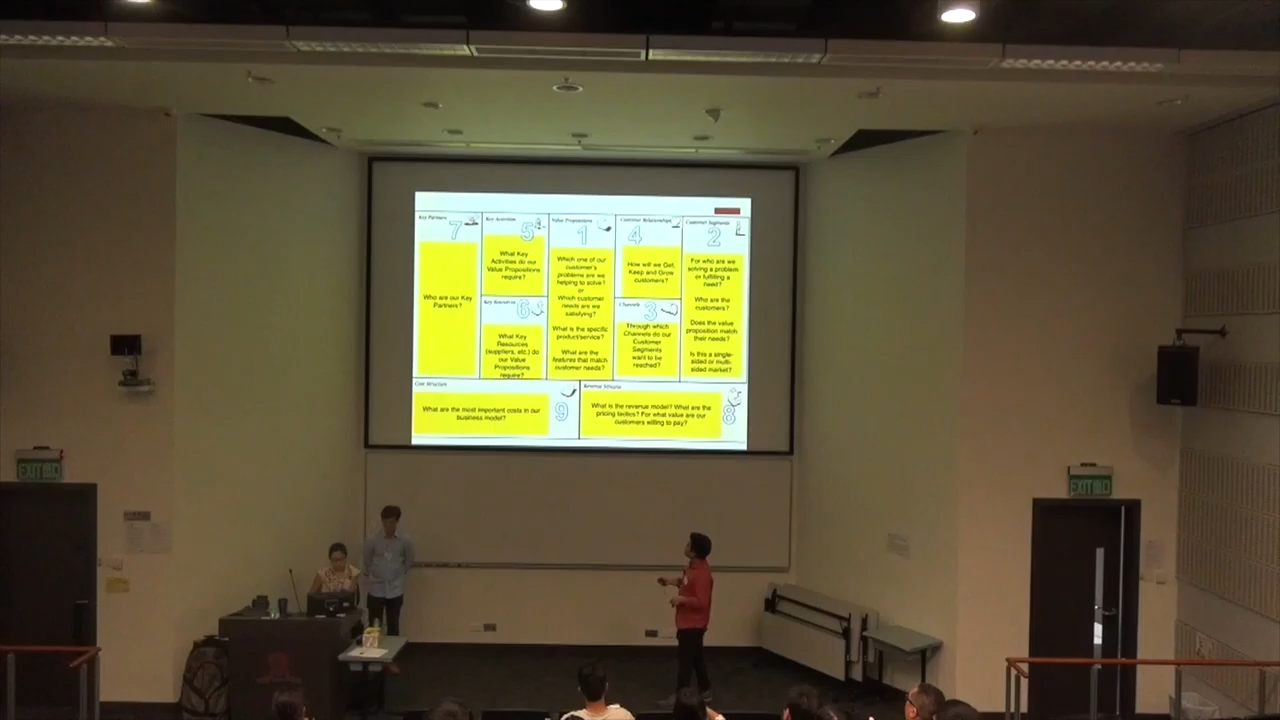 Key Partners
7
Who are our Key
Partners?
Key Activities
5
What Key
Activities do our
Value Propositions
require?
Key Resources
6
What Key
Resources
(suppliers, etc.) do
our Value
Propositions
require?
Value Propositions
1
Which one of our
customer's
problems are we
helping to solve?
or
Which customer
needs are we
satisfying?
What is the specific
product/service?
What are the
features that match
customer needs?
Customer Relationships
4
How will we Get,
Keep and Grow
customers?
Channels
3
Through which
Channels do our
Customer
Segments
want to be
reached?
Customer Segments
2
For who are we
solving a problem
or fulfilling a
need?
Who are the
customers?
Does the value
proposition match
their needs?
Is this a single-
sided or multi-
sided market?
Cost Structure
9
What are the most important costs in our
business model?
Revenue Streams
8
What is the revenue model? What are the
pricing tactics? For what value are our
customers willing to pay?
EXIT 出口
EXIT 出口